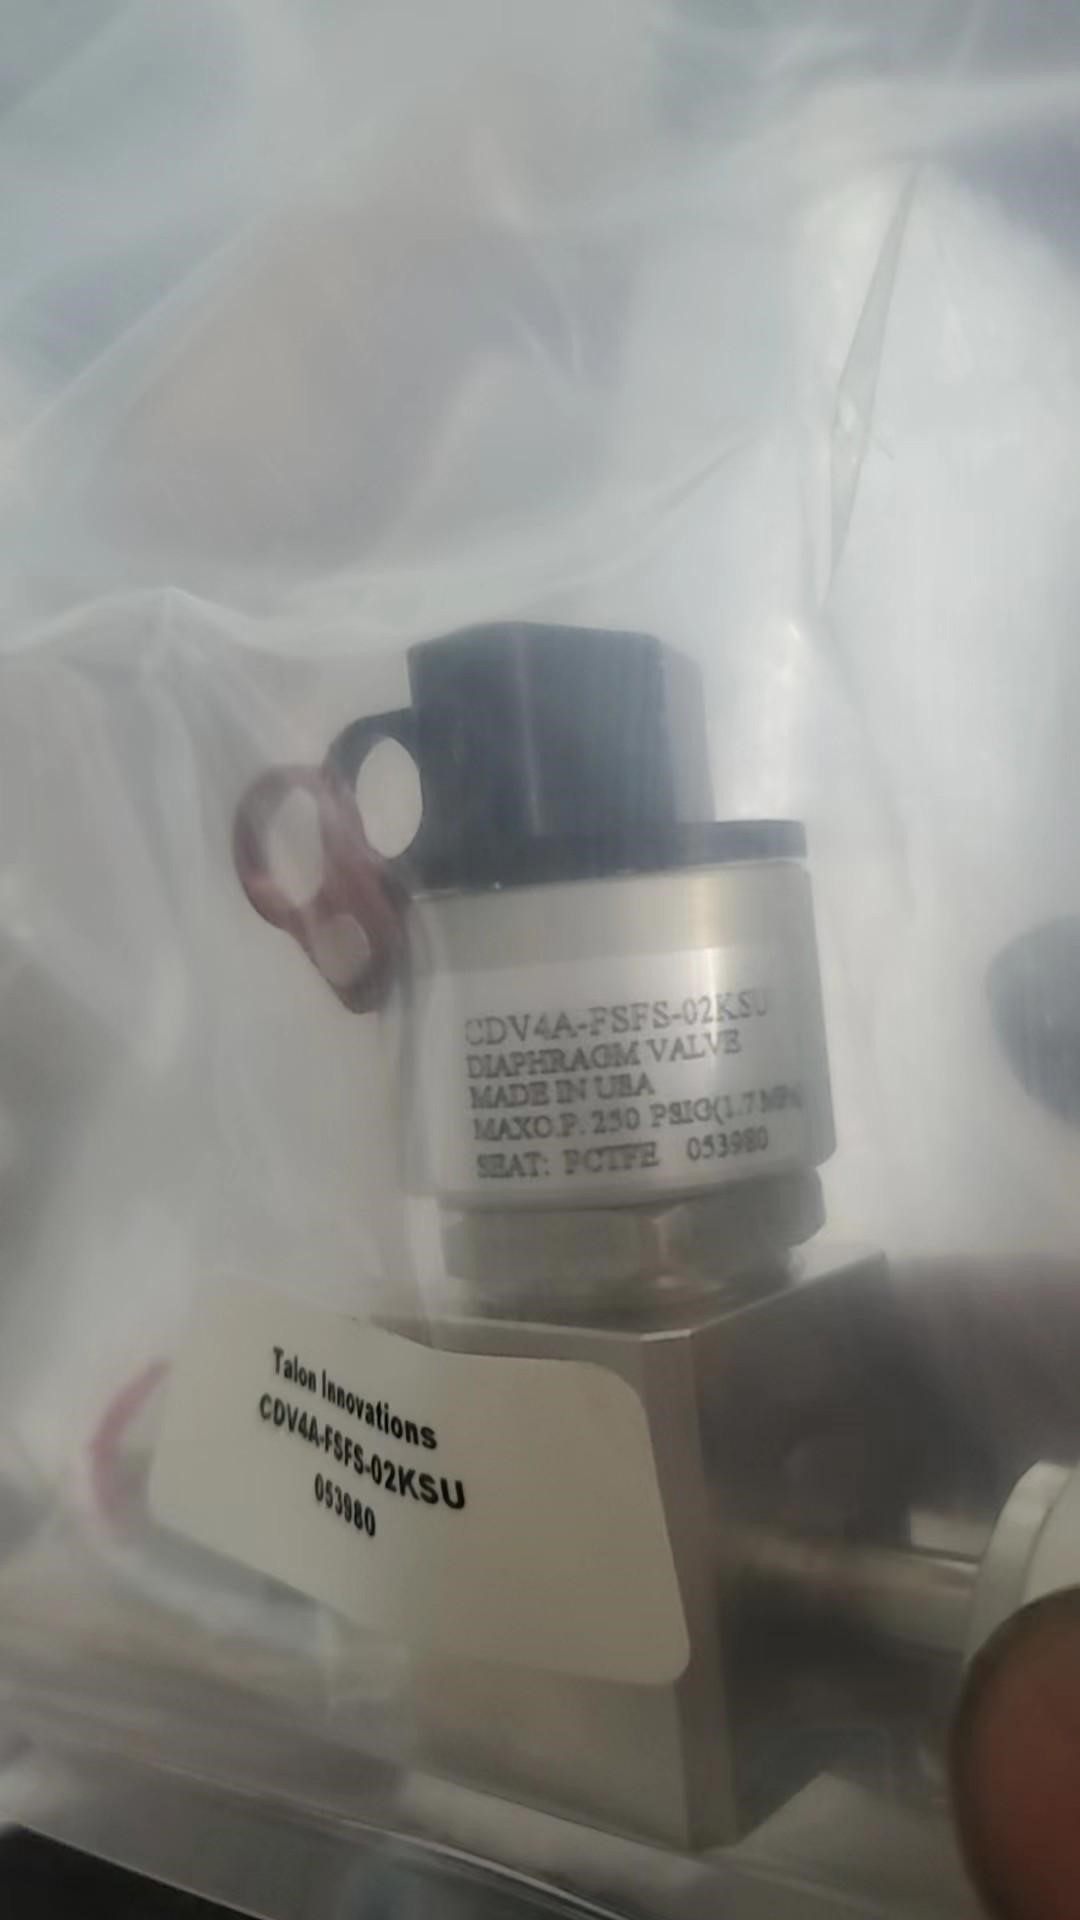 CDV4A-FSFS-02KSU
DIAPHRAGM VALVE
MADE IN USA
MAX O.P. 250 PSIG(1.7 MPa)
SEAT: PCTFE 053980
Talon Innovations
CDV4A-FSFS-02KSU
053980